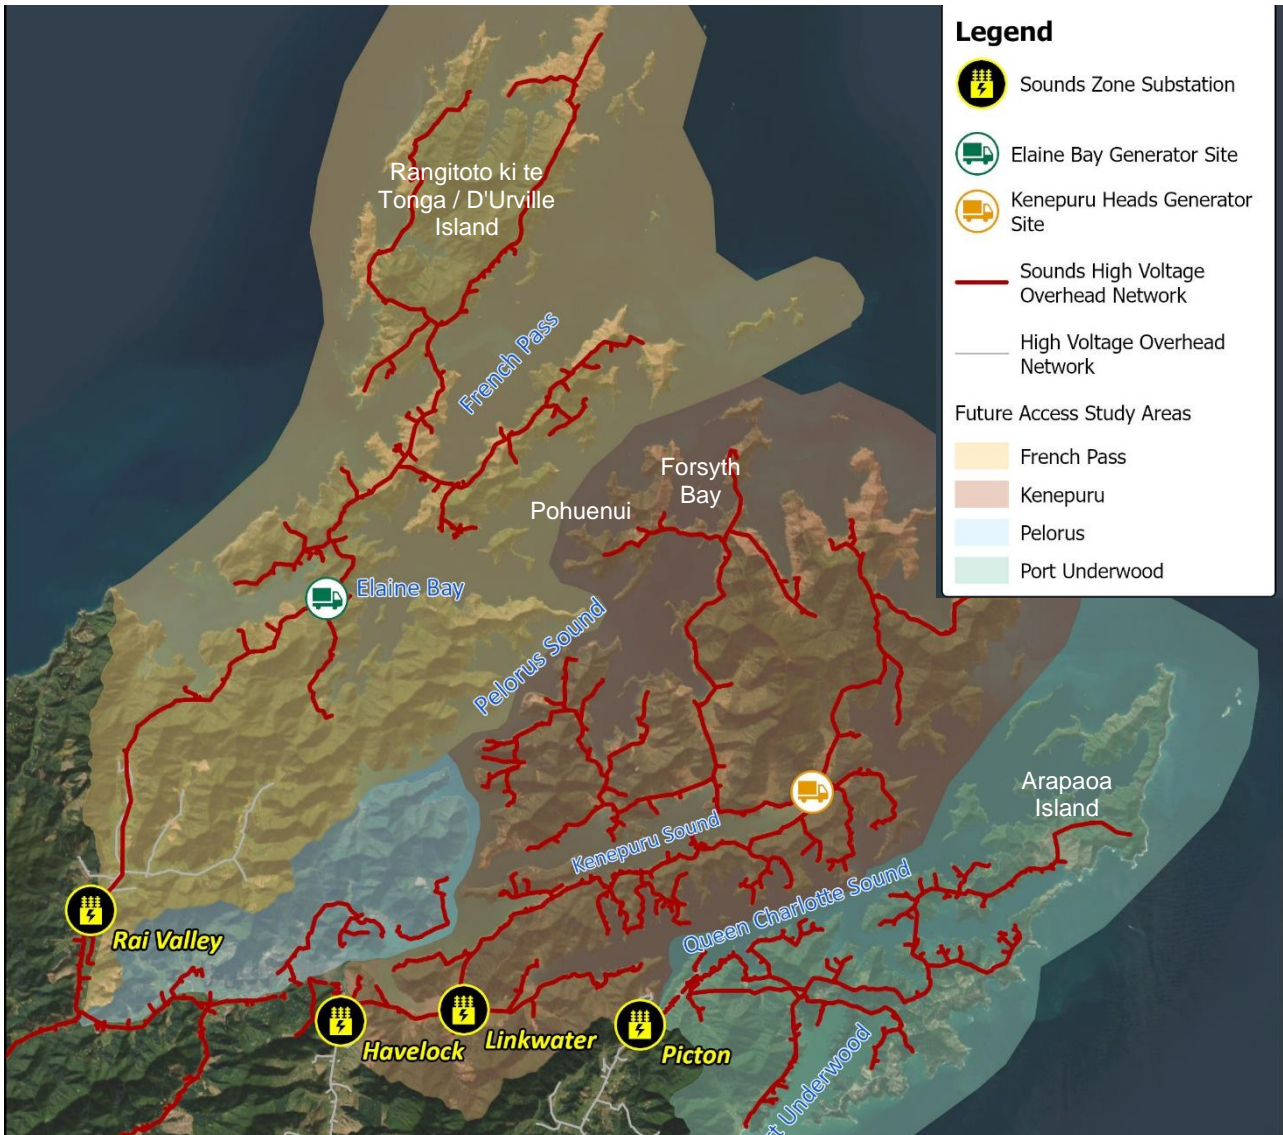 Legend
Sounds Zone Substation
Elaine Bay Generator Site
Kenepuru Heads Generator
Site
Sounds High Voltage
Overhead Network
High Voltage Overhead
Network
Future Access Study Areas
French Pass
Kenepuru
Pelorus
Port Underwood
Rangitoto ki te
Tonga / D'Urville
Island
French Pass
Forsyth
Bay
Pohuenui
Elaine Bay
Pelorus Sound
Arapaoa
Island
Kenepuru Sound
Queen Charlotte Sound
Rai Valley
Havelock
Linkwater
Picton
Underwood